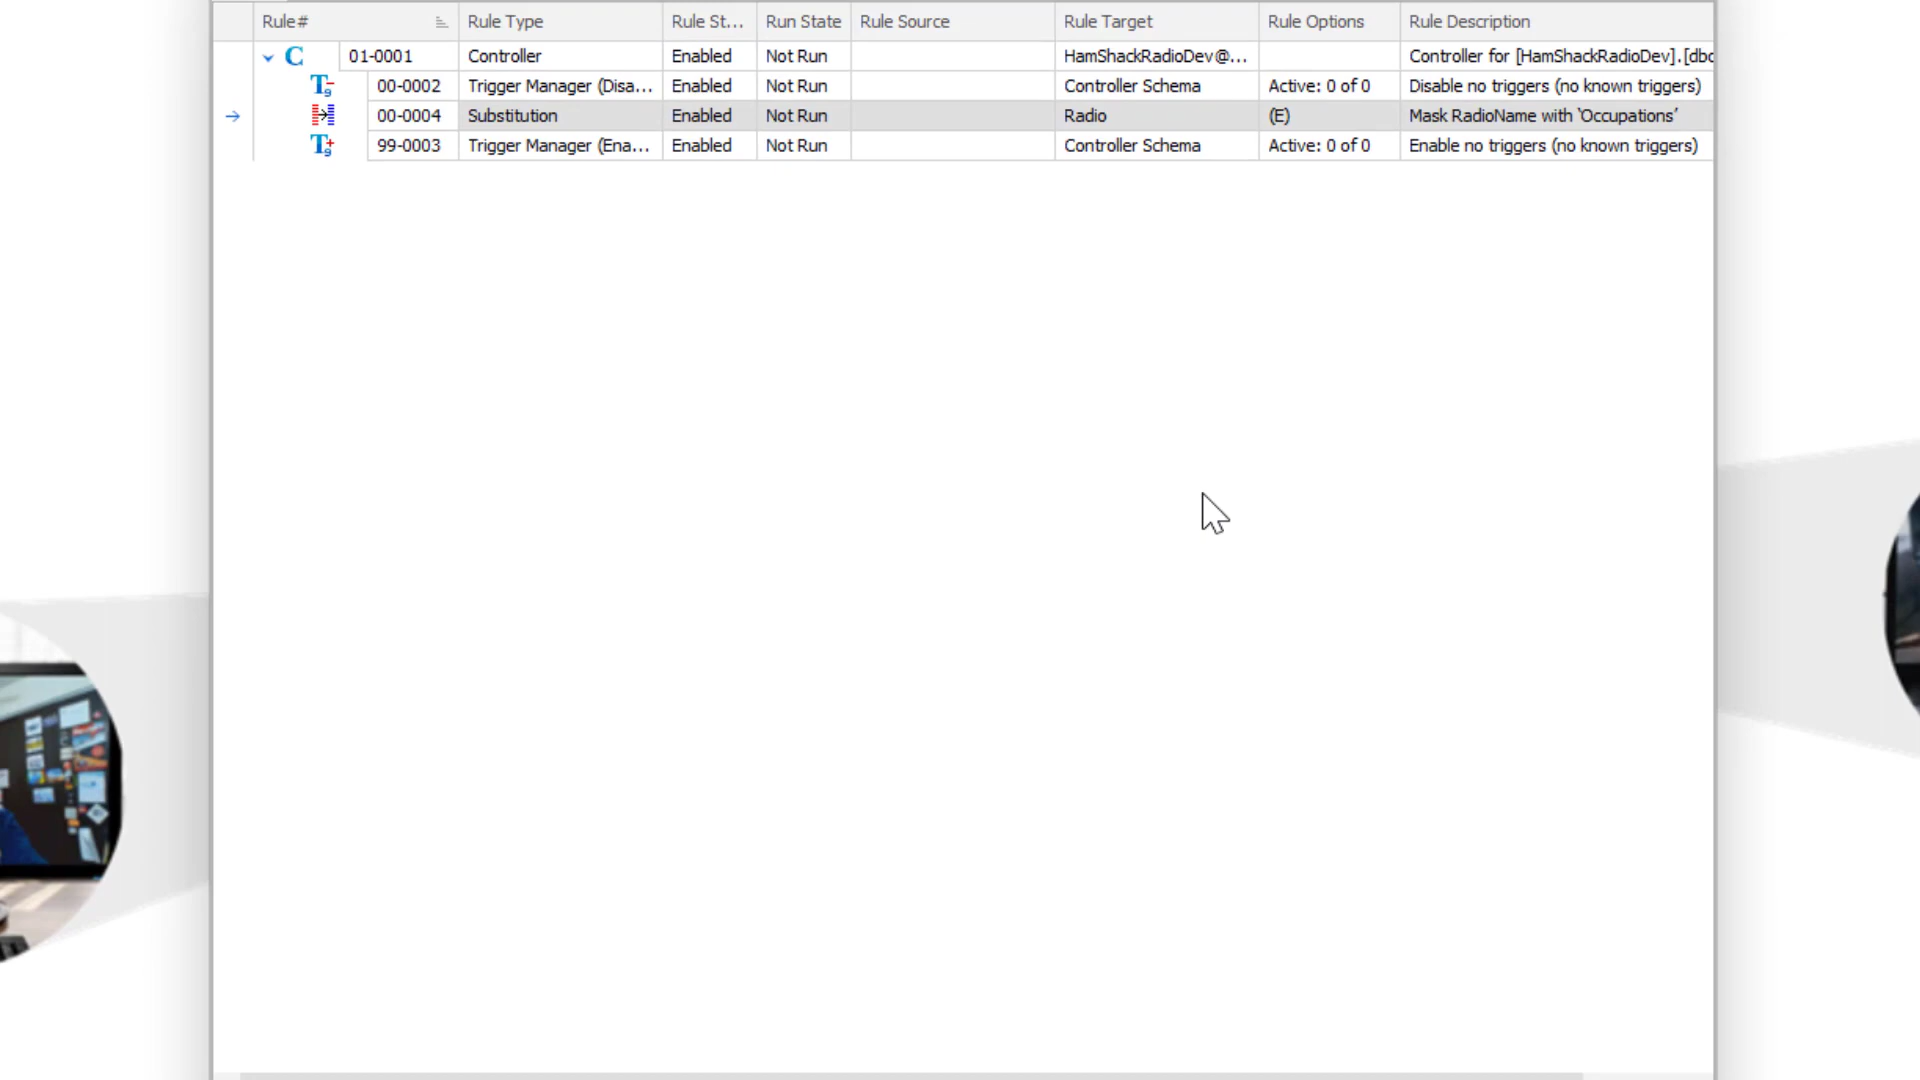 Rule# Rule Type Rule St... Run State Rule Source Rule Target Rule Options Rule Description
C 01-0001 Controller Enabled Not Run HamShackRadioDev@... Controller for [HamShackRadioDev].[dbo
T 00-0002 Trigger Manager (Disa... Enabled Not Run Controller Schema Active: 0 of 0 Disable no triggers (no known triggers)
00-0004 Substitution Enabled Not Run Radio (E) Mask RadioName with 'Occupations'
T 99-0003 Trigger Manager (Ena... Enabled Not Run Controller Schema Active: 0 of 0 Enable no triggers (no known triggers)